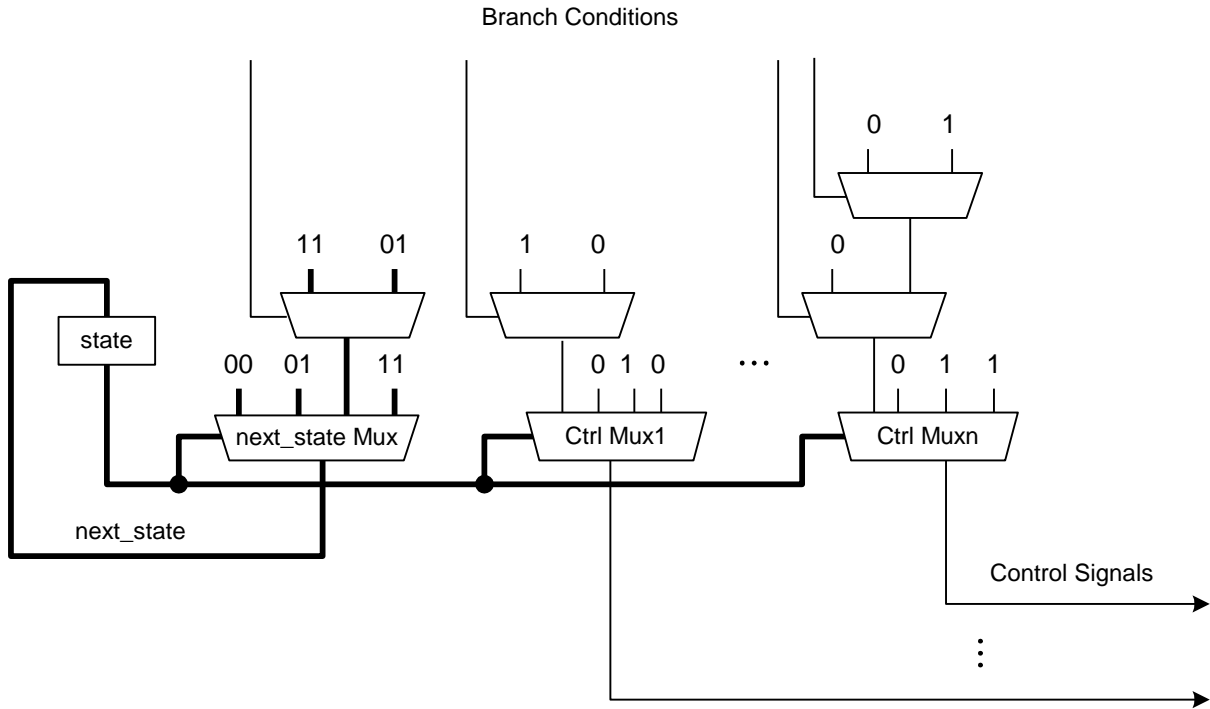 Branch Conditions
0 1
11 01 1 0 0
state
00 01 11 0 1 0 ... 0 1 1
next_state Mux Ctrl Mux1 Ctrl Muxn
next_state
Control Signals